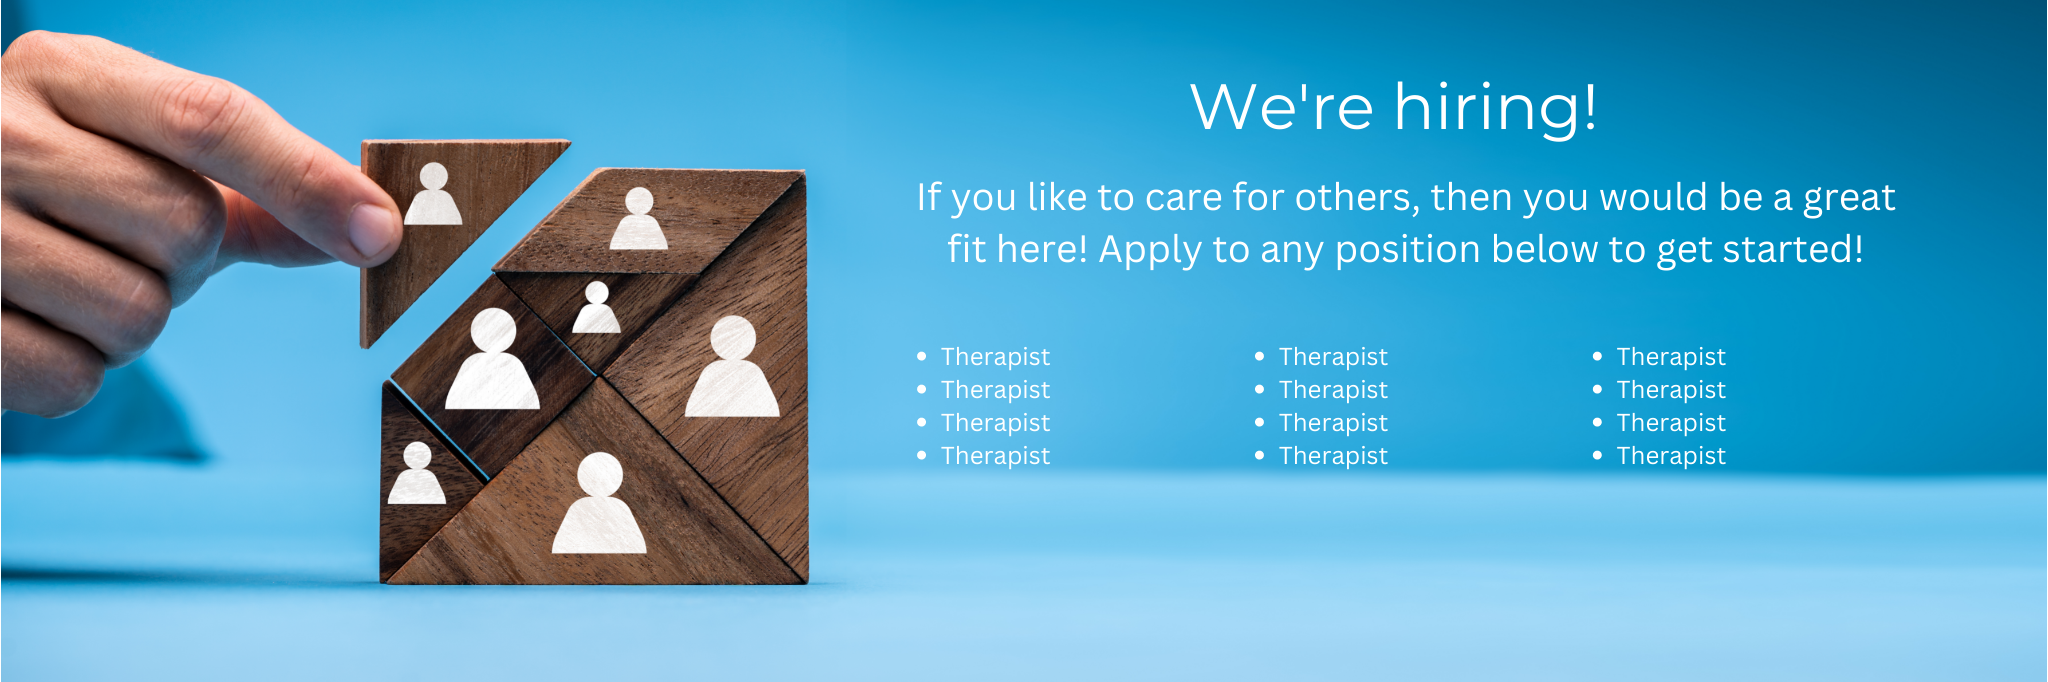 We're hiring!
If you like to care for others, then you would be a great
fit here! Apply to any position below to get started!
• Therapist
• Therapist
• Therapist
• Therapist
• Therapist
• Therapist
• Therapist
• Therapist
• Therapist
• Therapist
• Therapist
• Therapist